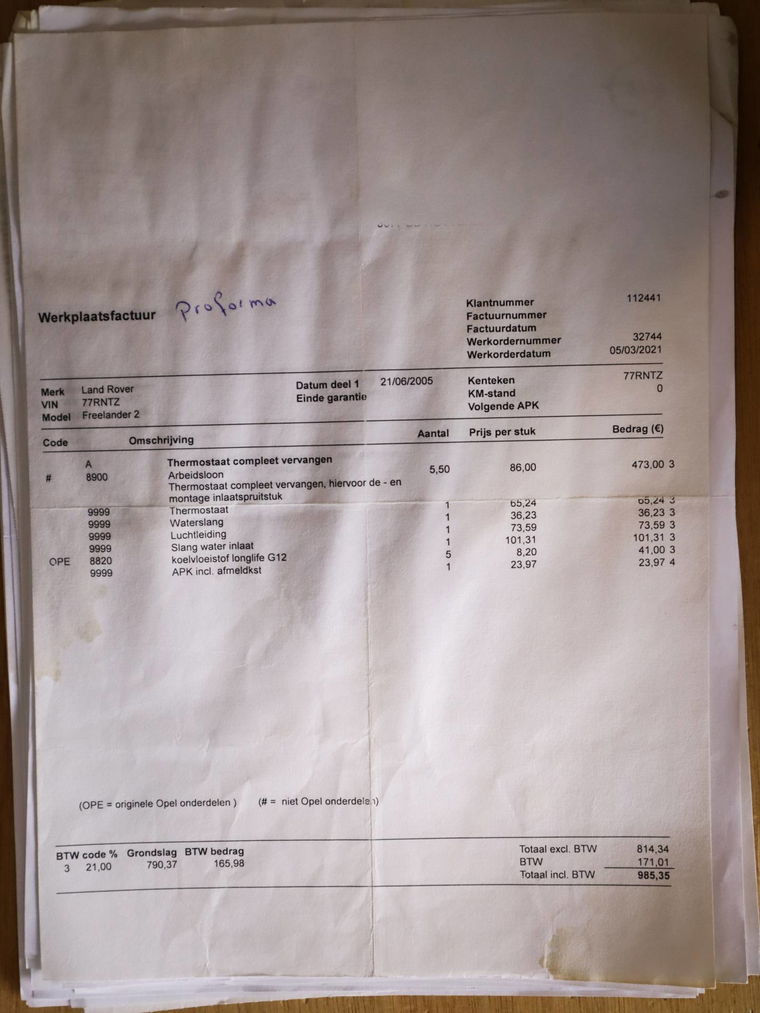 Werkplaatsfactuur Proforma
Klantnummer 112441
Factuurnummer
Factuurdatum
Werkordernummer 32744
Werkorderdatum 05/03/2021
Merk Land Rover Datum deel 1 21/06/2005 Kenteken 77RNTZ
VIN 77RNTZ Einde garantie KM-stand 0
Model Freelander 2 Volgende APK
Code Omschrijving Aantal Prijs per stuk Bedrag (€)
A Thermostaat compleet vervangen
# 8900 Arbeidsloon 5,50 86,00 473,00 3
Thermostaat compleet vervangen, hiervoor de - en
montage inlaatspruitstuk
9999 Thermostaat 1 65,24 65,24 3
9999 Waterslang 1 36,23 36,23 3
9999 Luchtleiding 1 73,59 73,59 3
9999 Slang water inlaat 1 101,31 101,31 3
OPE 8820 koelvloeistof longlife G12 5 8,20 41,00 3
9999 APK incl. afmeldkst 1 23,97 23,97 4
(OPE = originele Opel onderdelen ) (# = niet Opel onderdelen)
BTW code % Grondslag BTW bedrag
3 21,00 790,37 165,98
Totaal excl. BTW 814,34
BTW 171,01
Totaal incl. BTW 985,35